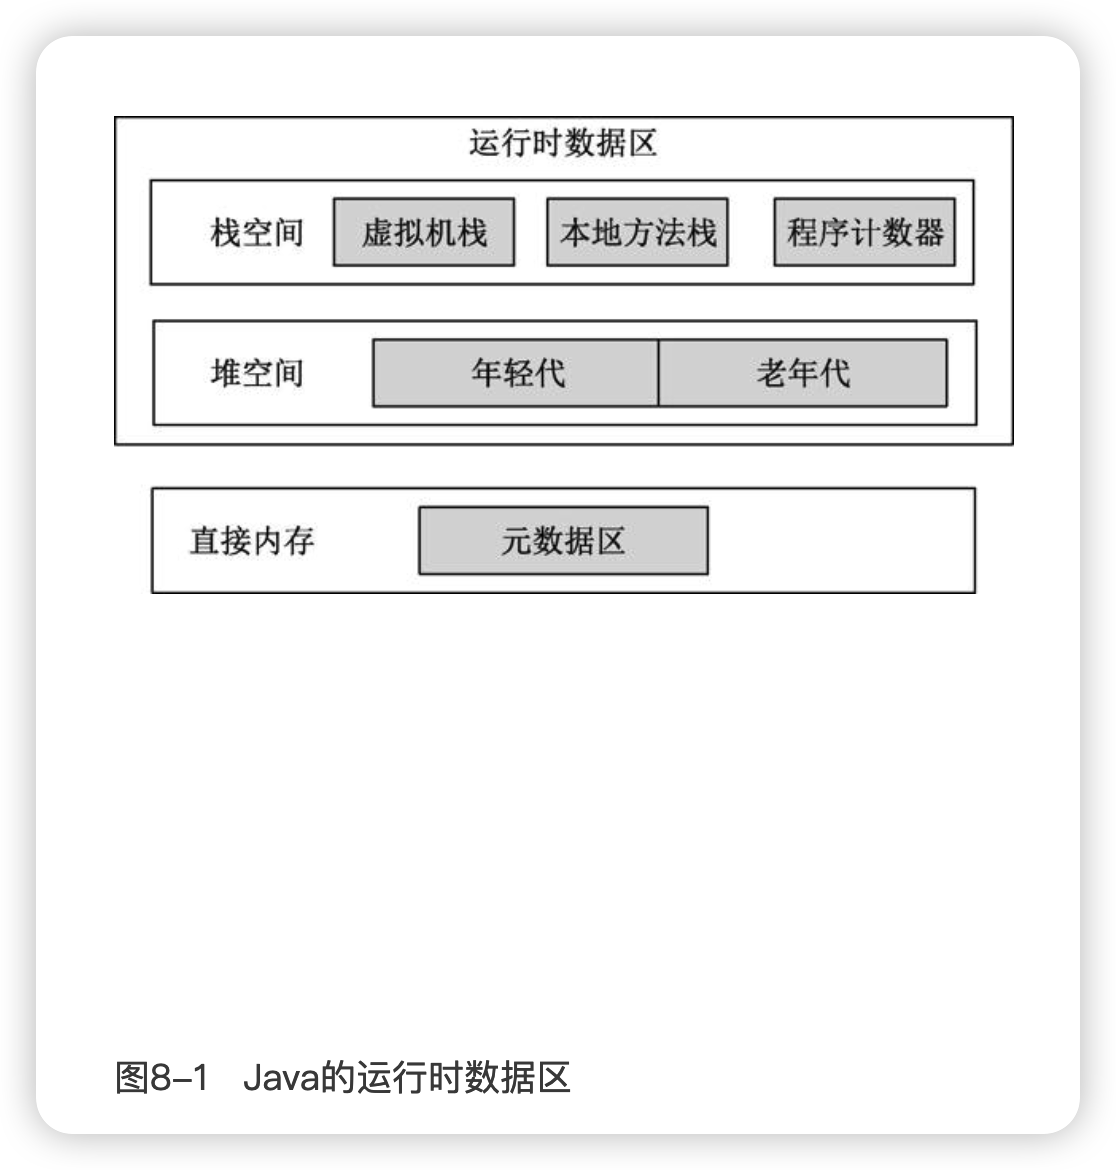 运行时数据区
栈空间 虚拟机栈 本地方法栈 程序计数器
堆空间 年轻代 老年代
直接内存 元数据区
图8-1 Java的运行时数据区